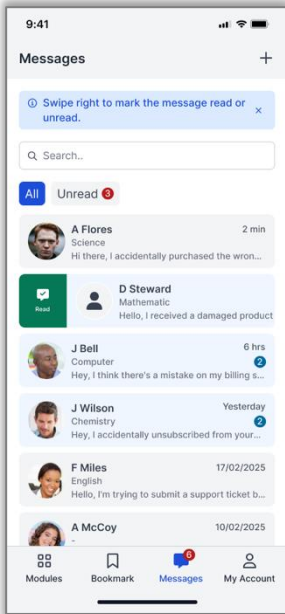 9:41
Messages
Swipe right to mark the message read or
unread.
Search..
All
Unread 3
A Flores
2 min
Science
Hi there, I accidentally purchased the wron...
Read
D Steward
Mathematic
Hello, I received a damaged product
J Bell
6 hrs
Computer
2
Hey, I think there's a mistake on my billing s...
J Wilson
Yesterday
Chemistry
2
Hey, I accidentally unsubscribed from your...
F Miles
17/02/2025
English
Hello, I'm trying to submit a support ticket b...
A McCoy
10/02/2025
-
6
Modules
Bookmark
Messages
My Account